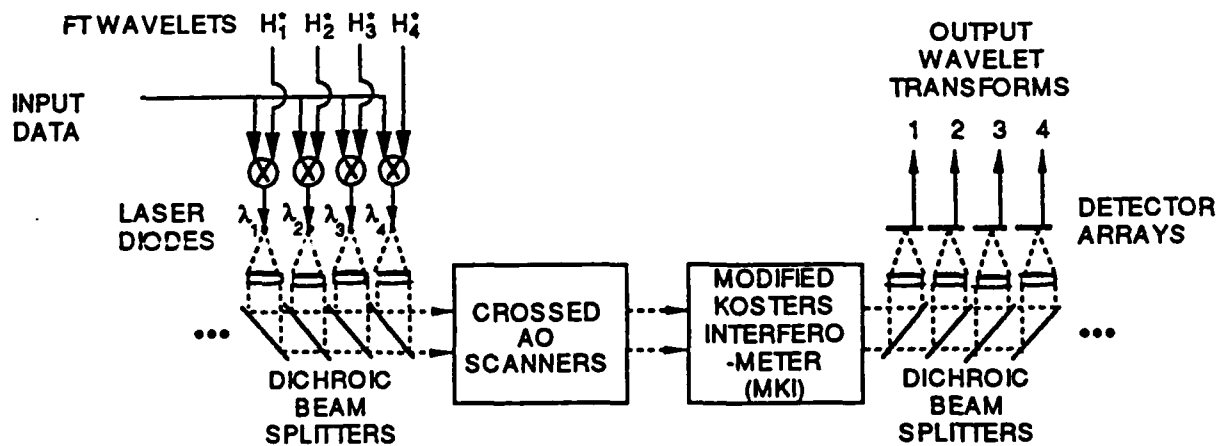 FT WAVELETS H₁* H₂* H₃* H₄*
INPUT
DATA
X X X X
LASER
DIODES
λ₁ λ₂ λ₃ λ₄
•••
DICHROIC
BEAM
SPLITTERS
CROSSED
AO
SCANNERS
MODIFIED
KOSTERS
INTERFERO
-METER
(MKI)
OUTPUT
WAVELET
TRANSFORMS
1 2 3 4
DETECTOR
ARRAYS
•••
DICHROIC
BEAM
SPLITTERS